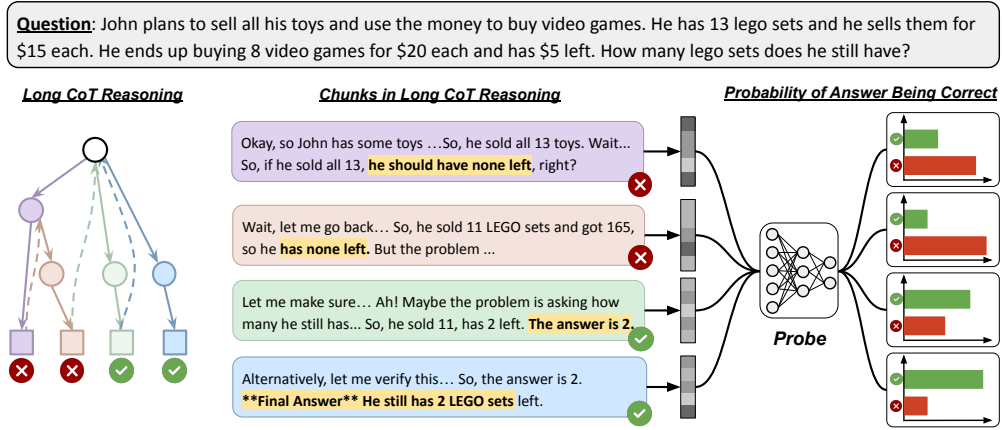 Question: John plans to sell all his toys and use the money to buy video games. He has 13 lego sets and he sells them for
$15 each. He ends up buying 8 video games for $20 each and has $5 left. How many lego sets does he still have?
Long CoT Reasoning
Chunks in Long CoT Reasoning
Probability of Answer Being Correct
Okay, so John has some toys …So, he sold all 13 toys. Wait…
So, if he sold all 13, he should have none left, right?
Wait, let me go back… So, he sold 11 LEGO sets and got 165,
so he has none left. But the problem ...
Let me make sure… Ah! Maybe the problem is asking how
many he still has... So, he sold 11, has 2 left. The answer is 2.
Alternatively, let me verify this… So, the answer is 2.
**Final Answer** He still has 2 LEGO sets left.
Probe